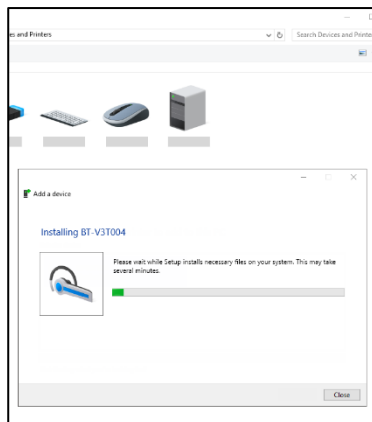 es and Printers
Search Devices and Printe
Add a device
Installing BT-V3T004
Please wait while Setup installs necessary files on your system. This may take
several minutes.
Close